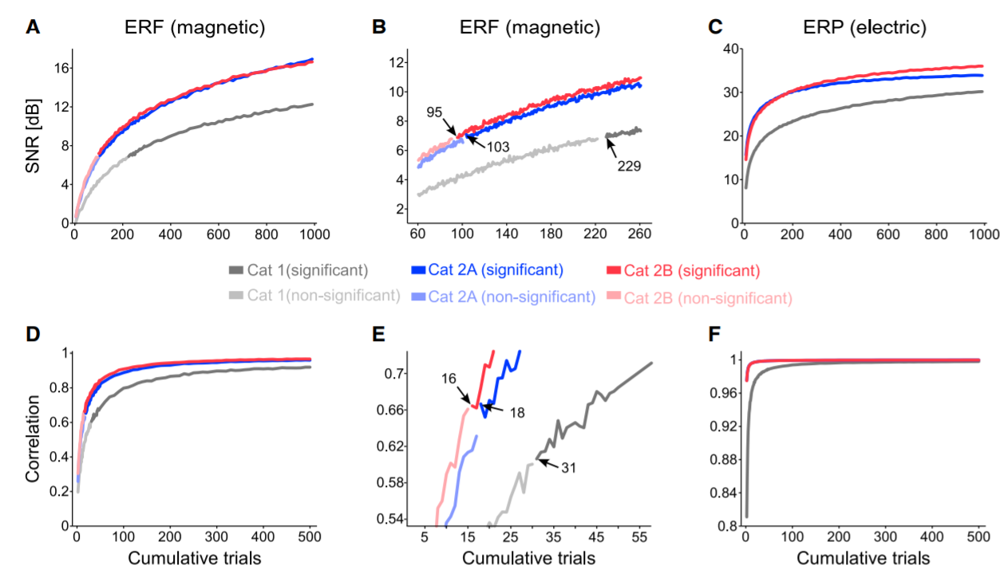 A ERF (magnetic)
B ERF (magnetic)
C ERP (electric)
SNR [dB]
16
12
8
4
0
0 200 400 600 800 1000
12
10
8
6
4
2
95
103
229
60 100 140 180 220 260
40
30
20
10
0
0 200 400 600 800 1000
Cat 1(significant) Cat 2A (significant) Cat 2B (significant)
Cat 1(non-significant) Cat 2A (non-significant) Cat 2B (non-significant)
D
E
F
Correlation
1
0.8
0.6
0.4
0.2
0
0 100 200 300 400 500
Cumulative trials
0.7
0.66
0.62
0.58
0.54
16
18
31
5 15 25 35 45 55
Cumulative trials
1
0.96
0.92
0.88
0.84
0.8
0 100 200 300 400 500
Cumulative trials